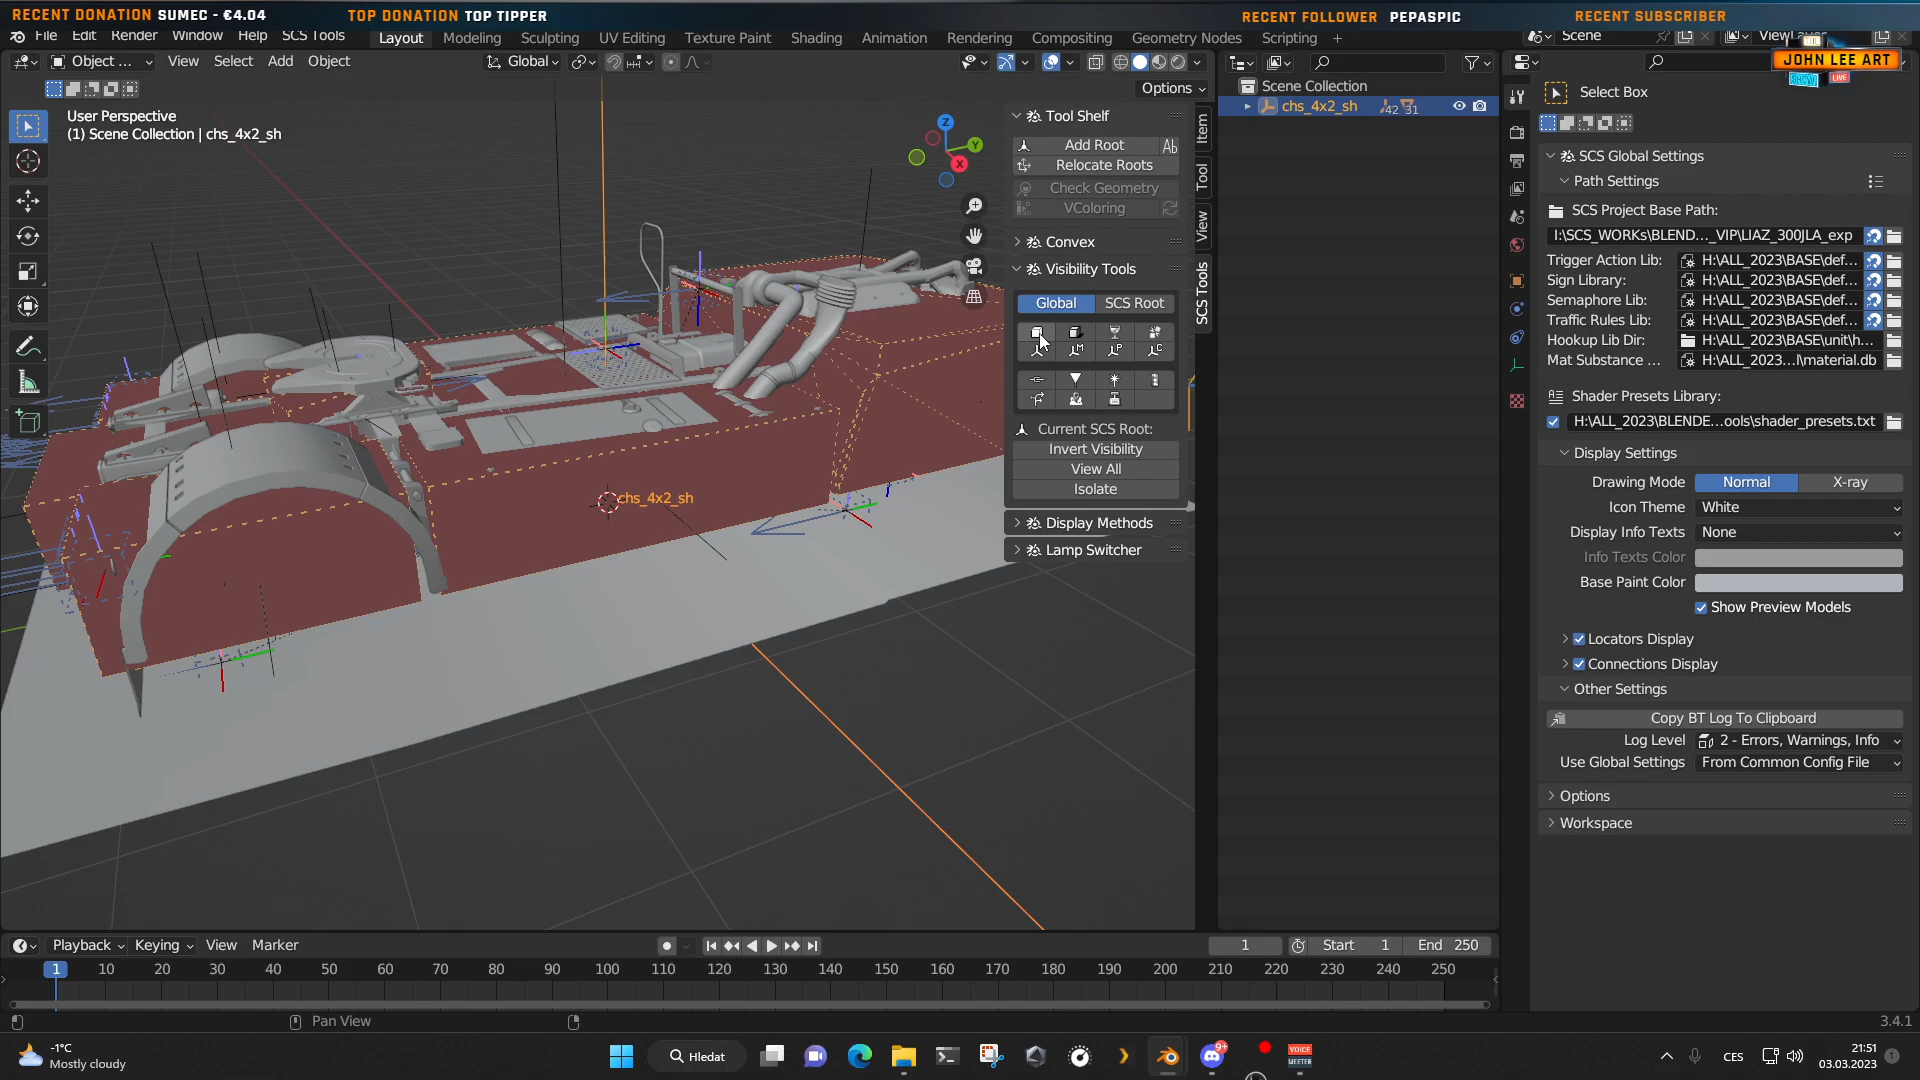 RECENT DONATION SUMEC - €4.04
TOP DONATION TOP TIPPER
RECENT FOLLOWER PEPASPIC
RECENT SUBSCRIBER
File Edit Render Window Help SCS Tools
Layout Modeling Sculpting UV Editing Texture Paint Shading Animation Rendering Compositing Geometry Nodes Scripting +
Scene
ViewLayer
JOHN LEE ART
SHOW LIVE
Object ...
View Select Add Object
Global
Options
User Perspective
(1) Scene Collection | chs_4x2_sh
Z
Y
X
chs_4x2_sh
Tool Shelf
Add Root
Ab
Relocate Roots
Check Geometry
VColoring
Convex
Visibility Tools
Global SCS Root
M P C
Current SCS Root:
Invert Visibility
View All
Isolate
Display Methods
Lamp Switcher
Item
Tool
View
SCS Tools
Scene Collection
chs_4x2_sh
42 31
Select Box
SCS Global Settings
Path Settings
SCS Project Base Path:
I:\SCS_WORKs\BLEND..._VIP\LIAZ_300JLA_exp
Trigger Action Lib: H:\ALL_2023\BASE\def...
Sign Library: H:\ALL_2023\BASE\def...
Semaphore Lib: H:\ALL_2023\BASE\def...
Traffic Rules Lib: H:\ALL_2023\BASE\def...
Hookup Lib Dir: H:\ALL_2023\BASE\unit\h...
Mat Substance ... H:\ALL_2023...l\material.db
Shader Presets Library:
H:\ALL_2023\BLENDE...ools\shader_presets.txt
Display Settings
Drawing Mode Normal X-ray
Icon Theme White
Display Info Texts None
Info Texts Color
Base Paint Color
Show Preview Models
Locators Display
Connections Display
Other Settings
Copy BT Log To Clipboard
Log Level 2 - Errors, Warnings, Info
Use Global Settings From Common Config File
Options
Workspace
Playback Keying View Marker
1 Start 1 End 250
1 10 20 30 40 50 60 70 80 90 100 110 120 130 140 150 160 170 180 190 200 210 220 230 240 250
Pan View
3.4.1
-1°C
Mostly cloudy
Hledat
9+
VOICE
MEETER
CES
21:51
03.03.2023
1